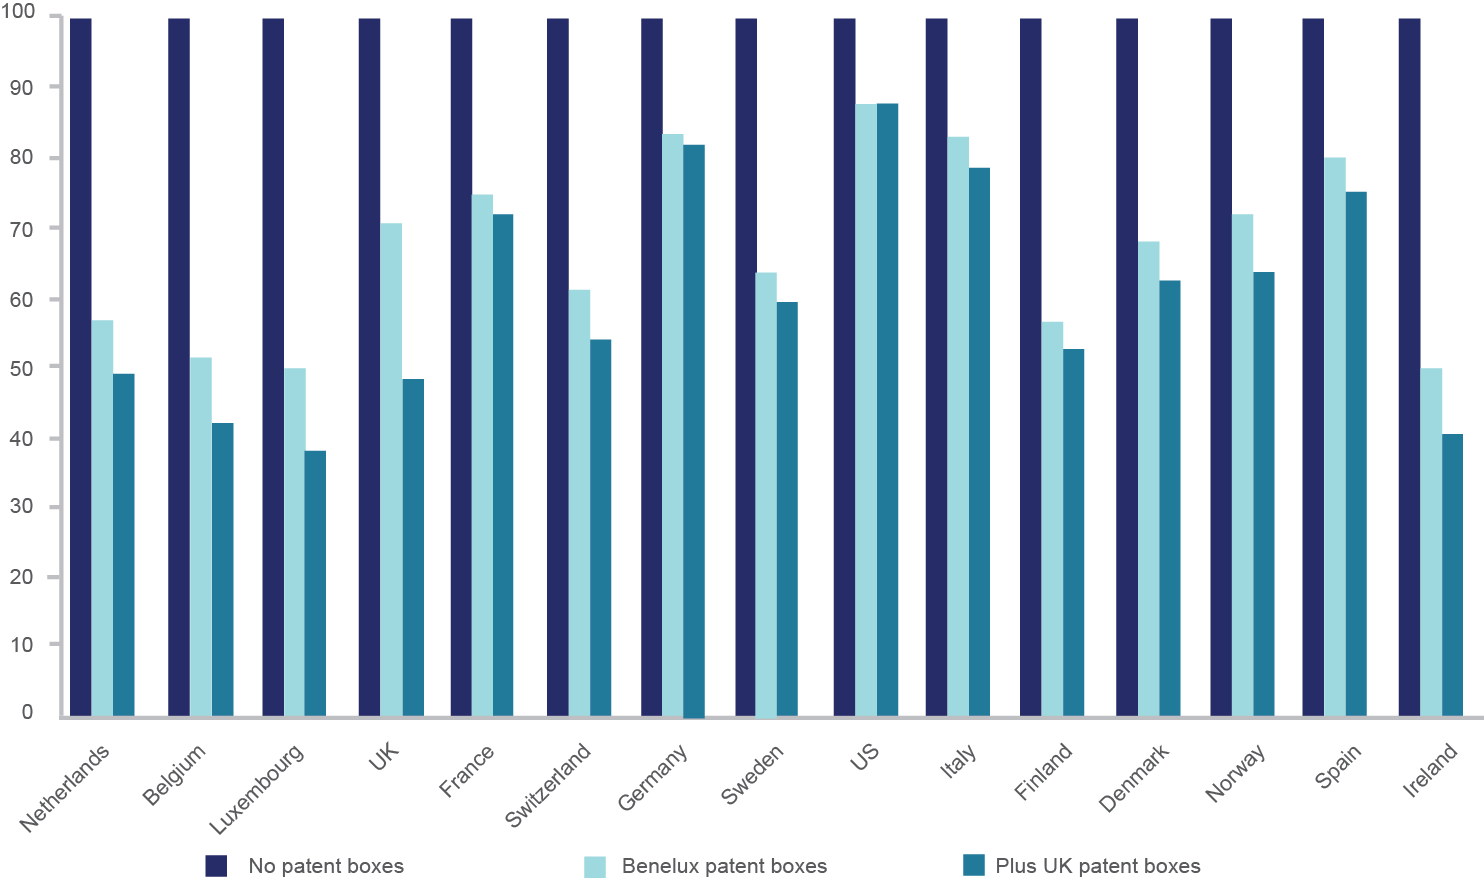 100
90
80
70
60
50
40
30
20
10
0
Netherlands
Belgium
Luxembourg
UK
France
Switzerland
Germany
Sweden
US
Italy
Finland
Denmark
Norway
Spain
Ireland
No patent boxes
Benelux patent boxes
Plus UK patent boxes